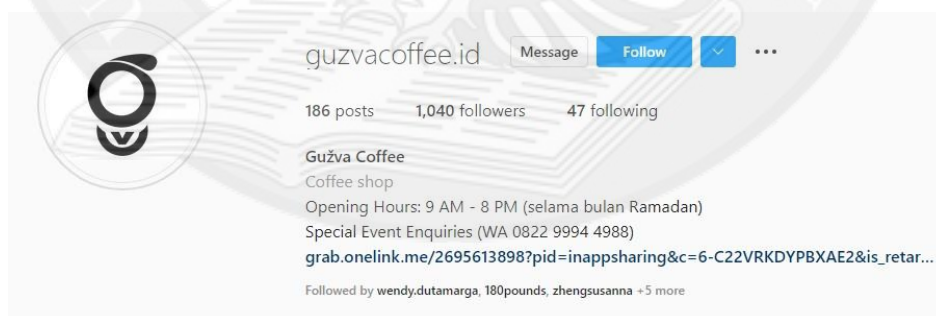 guzvacoffee.id Message Follow
186 posts 1,040 followers 47 following
Gužva Coffee
Coffee shop
Opening Hours: 9 AM - 8 PM (selama bulan Ramadan)
Special Event Enquiries (WA 0822 9994 4988)
grab.onelink.me/2695613898?pid=inappsharing&c=6-C22VRKDYPBXAE2&is_retar...
Followed by wendy.dutamarga, 180pounds, zhengsusanna +5 more